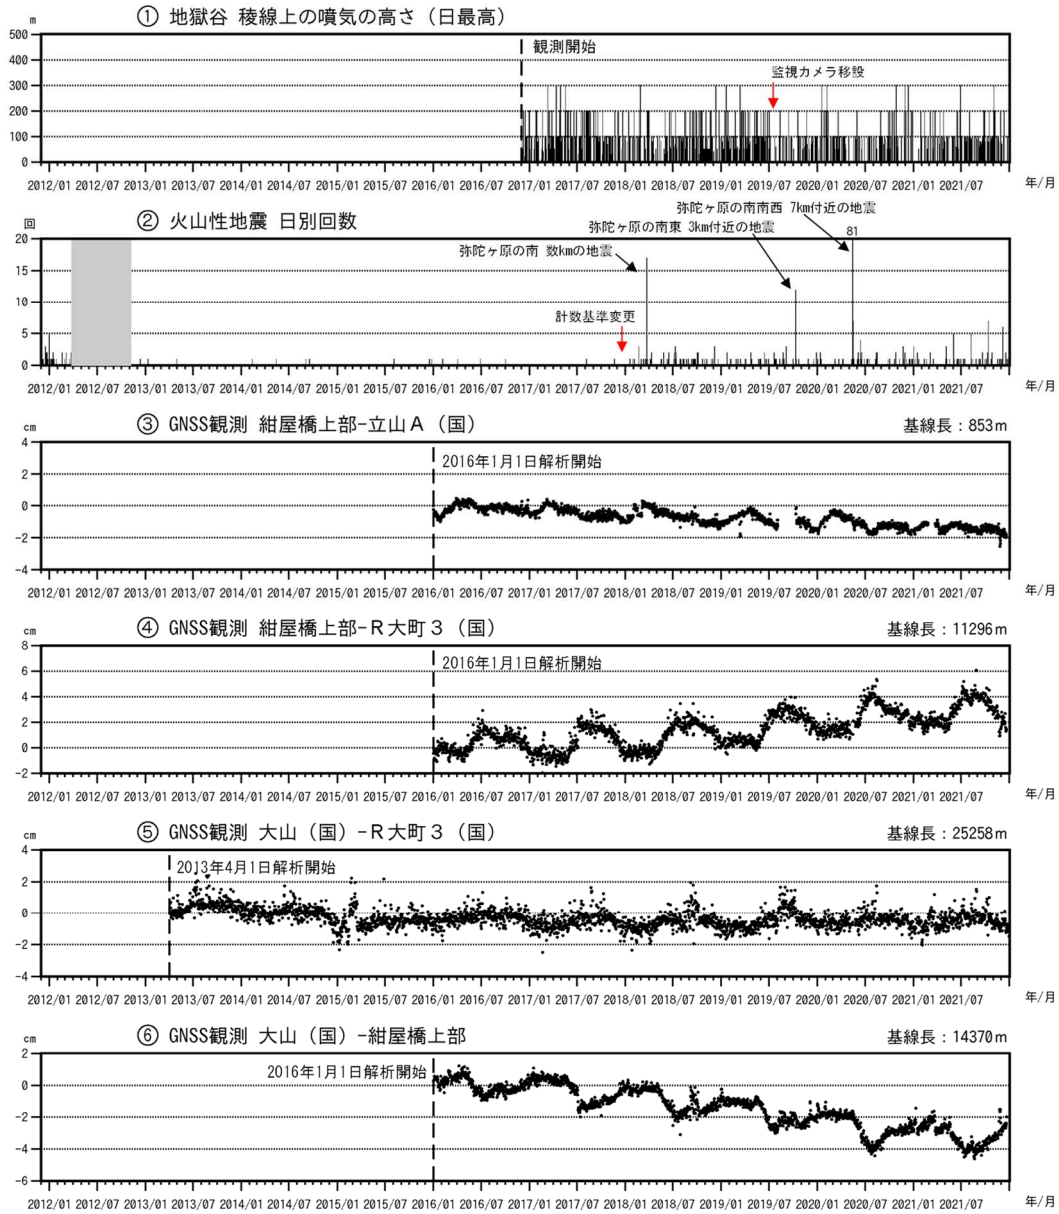 ① 地獄谷 稜線上の噴気の高さ（日最高）
m
500
400
300
200
100
0
観測開始
監視カメラ移設
2012/01 2012/07 2013/01 2013/07 2014/01 2014/07 2015/01 2015/07 2016/01 2016/07 2017/01 2017/07 2018/01 2018/07 2019/01 2019/07 2020/01 2020/07 2021/01 2021/07 年/月
② 火山性地震 日別回数
回
20
15
10
5
0
弥陀ヶ原の南南西 7km付近の地震
弥陀ヶ原の南東 3km付近の地震
81
弥陀ヶ原の南 数kmの地震
計数基準変更
2012/01 2012/07 2013/01 2013/07 2014/01 2014/07 2015/01 2015/07 2016/01 2016/07 2017/01 2017/07 2018/01 2018/07 2019/01 2019/07 2020/01 2020/07 2021/01 2021/07 年/月
③ GNSS観測 紺屋橋上部-立山A（国） 基線長：853m
cm
4
2
0
-2
-4
2016年1月1日解析開始
2012/01 2012/07 2013/01 2013/07 2014/01 2014/07 2015/01 2015/07 2016/01 2016/07 2017/01 2017/07 2018/01 2018/07 2019/01 2019/07 2020/01 2020/07 2021/01 2021/07 年/月
④ GNSS観測 紺屋橋上部-R大町3（国） 基線長：11296m
cm
8
6
4
2
0
-2
2016年1月1日解析開始
2012/01 2012/07 2013/01 2013/07 2014/01 2014/07 2015/01 2015/07 2016/01 2016/07 2017/01 2017/07 2018/01 2018/07 2019/01 2019/07 2020/01 2020/07 2021/01 2021/07 年/月
⑤ GNSS観測 大山（国）-R大町3（国） 基線長：25258m
cm
4
2
0
-2
-4
2013年4月1日解析開始
2012/01 2012/07 2013/01 2013/07 2014/01 2014/07 2015/01 2015/07 2016/01 2016/07 2017/01 2017/07 2018/01 2018/07 2019/01 2019/07 2020/01 2020/07 2021/01 2021/07 年/月
⑥ GNSS観測 大山（国）-紺屋橋上部 基線長：14370m
cm
2
0
-2
-4
-6
2016年1月1日解析開始
2012/01 2012/07 2013/01 2013/07 2014/01 2014/07 2015/01 2015/07 2016/01 2016/07 2017/01 2017/07 2018/01 2018/07 2019/01 2019/07 2020/01 2020/07 2021/01 2021/07 年/月